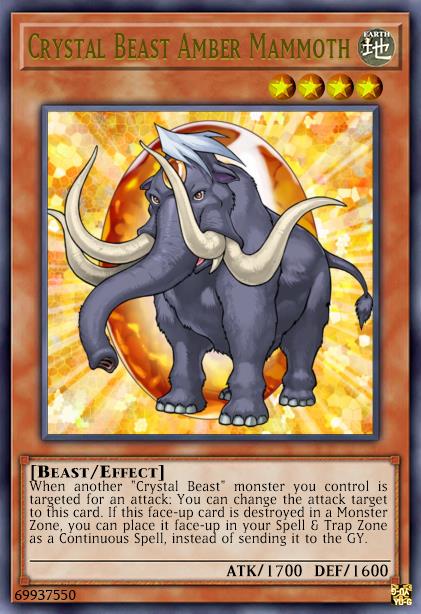 Crystal Beast Amber Mammoth
EARTH
地
[Beast/Effect]
When another "Crystal Beast" monster you control is
targeted for an attack: You can change the attack target
to this card. If this face-up card is destroyed in a Monster
Zone, you can place it face-up in your Spell & Trap Zone
as a Continuous Spell, instead of sending it to the GY.
ATK/1700 DEF/1600
69937550